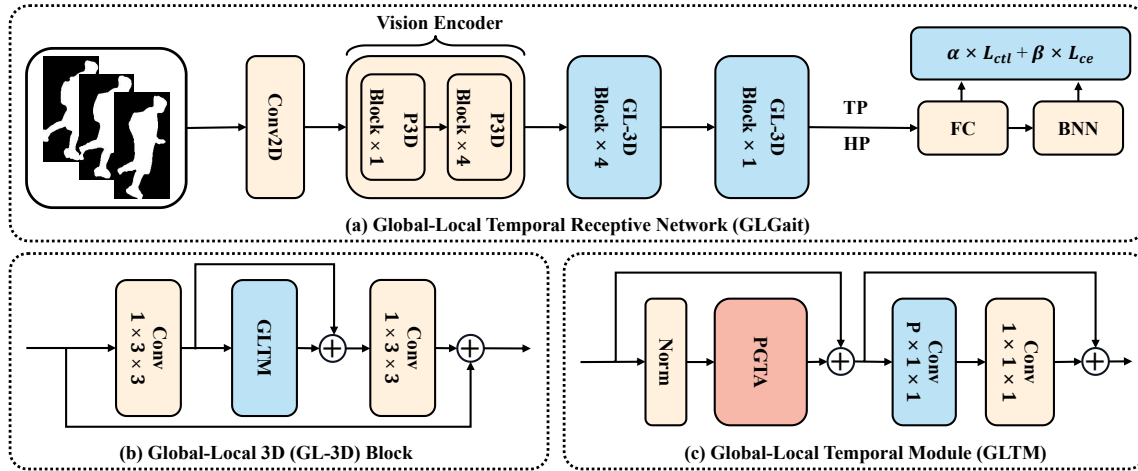 Vision Encoder
Conv2D
P3D
Block × 1
P3D
Block × 4
GL-3D
Block × 4
GL-3D
Block × 1
TP
HP
α × L_ctl + β × L_ce
FC
BNN
(a) Global-Local Temporal Receptive Network (GLGait)
Conv
1 × 3 × 3
GLTM
Conv
1 × 3 × 3
(b) Global-Local 3D (GL-3D) Block
Norm
PGTA
Conv
P × 1 × 1
Conv
1 × 1 × 1
(c) Global-Local Temporal Module (GLTM)